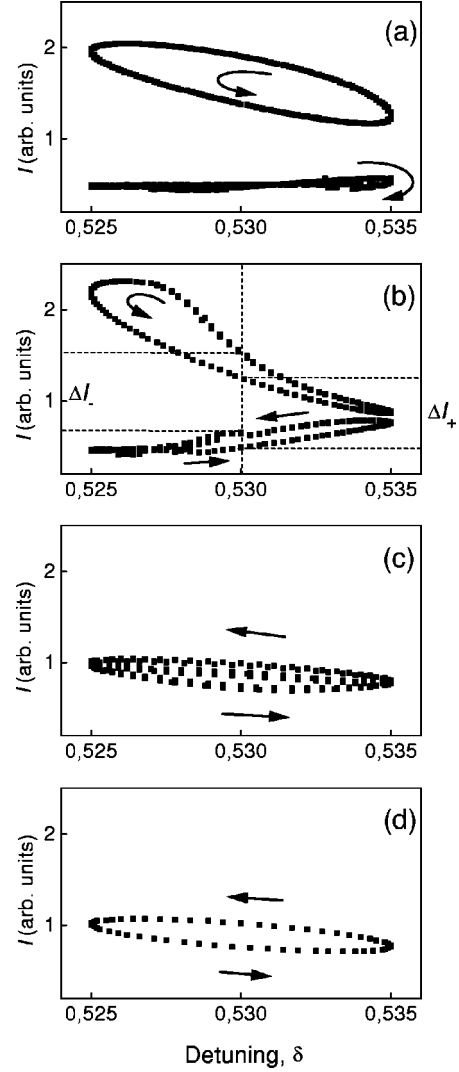 (a)
2
1
I (arb. units)
0,525 0,530 0,535
(b)
2
1
I (arb. units)
ΔI_
ΔI₊
0,525 0,530 0,535
(c)
2
1
I (arb. units)
0,525 0,530 0,535
(d)
2
1
I (arb. units)
0,525 0,530 0,535
Detuning, δ